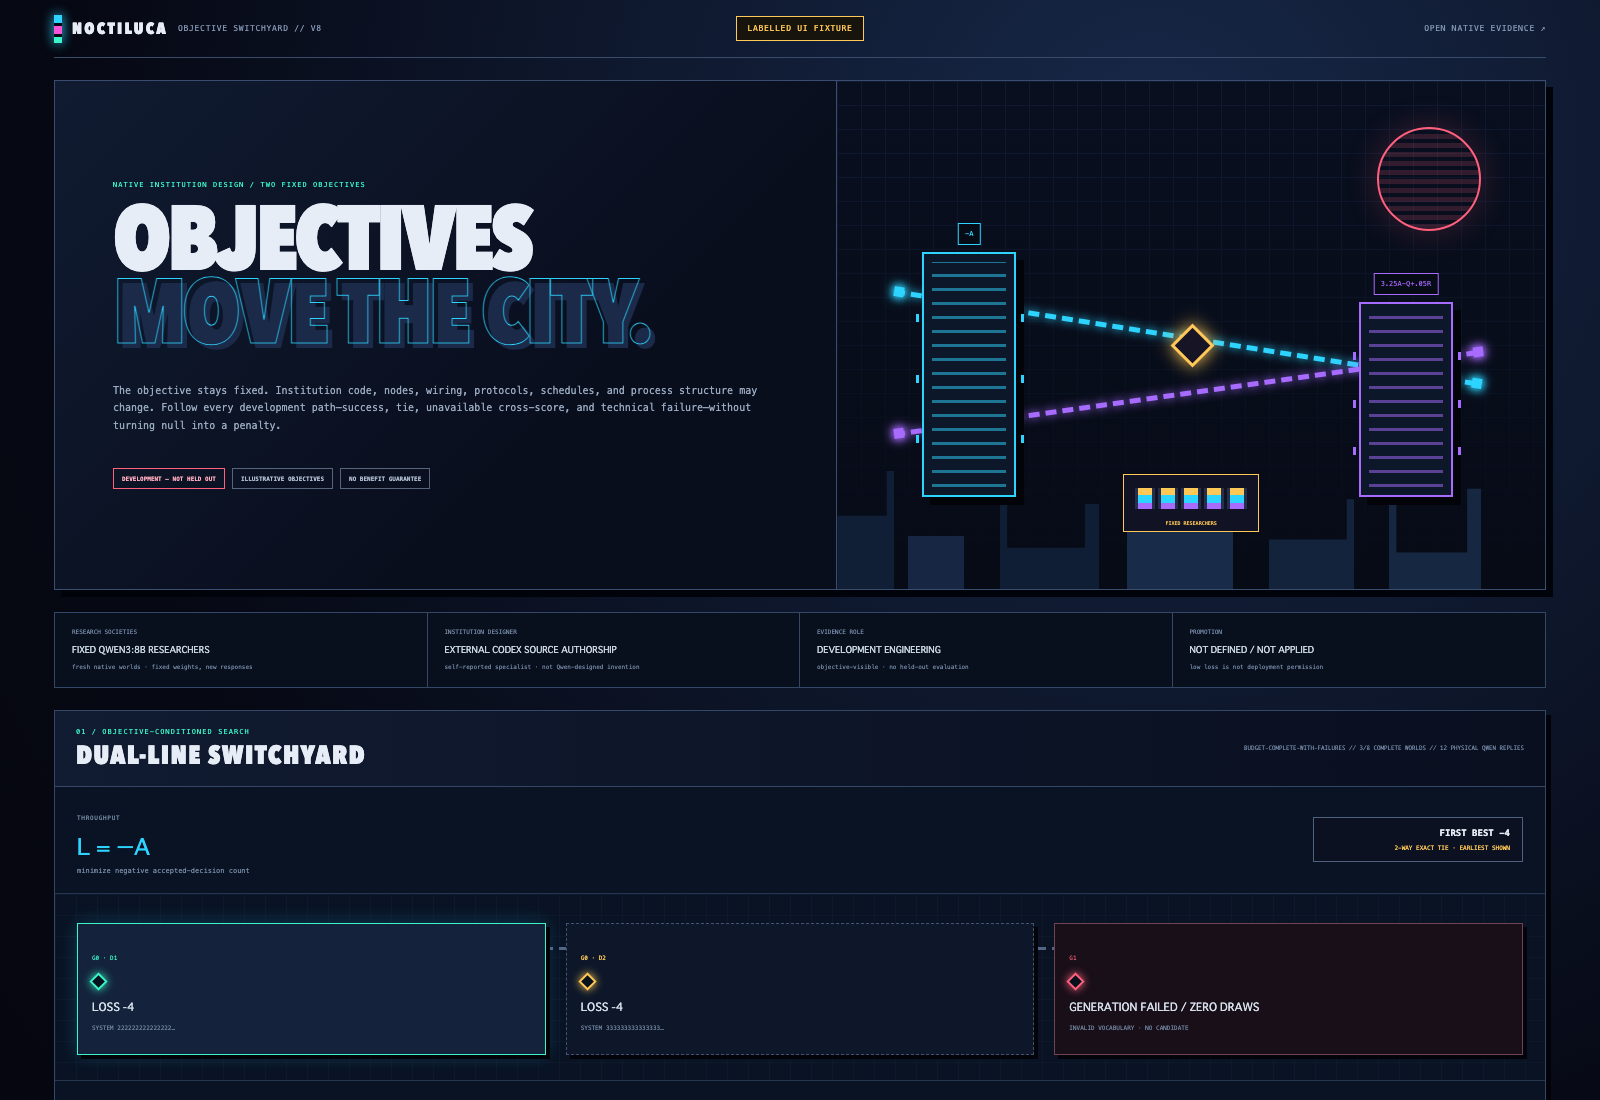 NOCTILUCA
OBJECTIVE SWITCHYARD // V8
LABELLED UI FIXTURE
OPEN NATIVE EVIDENCE ↗
NATIVE INSTITUTION DESIGN / TWO FIXED OBJECTIVES
OBJECTIVES
MOVE THE CITY.
The objective stays fixed. Institution code, nodes, wiring, protocols, schedules, and process structure may
change. Follow every development path—success, tie, unavailable cross-score, and technical failure—without
turning null into a penalty.
DEVELOPMENT — NOT HELD OUT
ILLUSTRATIVE OBJECTIVES
NO BENEFIT GUARANTEE
−A
3.25A−Q+.05R
FIXED RESEARCHERS
RESEARCH SOCIETIES
FIXED QWEN3:8B RESEARCHERS
fresh native worlds · fixed weights, new responses
INSTITUTION DESIGNER
EXTERNAL CODEX SOURCE AUTHORSHIP
self-reported specialist · not Qwen-designed invention
EVIDENCE ROLE
DEVELOPMENT ENGINEERING
objective-visible · no held-out evaluation
PROMOTION
NOT DEFINED / NOT APPLIED
low loss is not deployment permission
01 / OBJECTIVE-CONDITIONED SEARCH
DUAL-LINE SWITCHYARD
BUDGET-COMPLETE-WITH-FAILURES // 3/8 COMPLETE WORLDS // 12 PHYSICAL QWEN REPLIES
THROUGHPUT
L = −A
minimize negative accepted-decision count
FIRST BEST −4
2-WAY EXACT TIE · EARLIEST SHOWN
G0 · D1
LOSS -4
SYSTEM 2222222222222222…
G0 · D2
LOSS -4
SYSTEM 3333333333333333…
G1
GENERATION FAILED / ZERO DRAWS
INVALID VOCABULARY · NO CANDIDATE